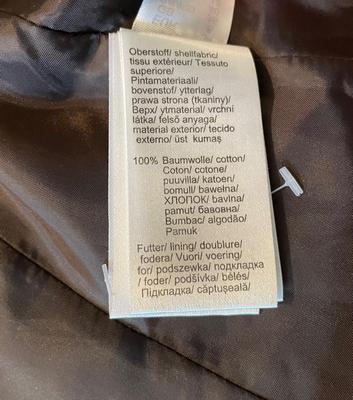 Oberstoff/ shellfabric/
tissu extérieur/ Tessuto
superiore/
Pintamateriaali/
bovenstof/ ytterlag/
prawa strona (tkaniny)/
Верх/ ytmaterial/ vrchní
látka/ felső anyaga/
material exterior/ tecido
externo/ üst kumaş
100% Baumwolle/ cotton/
Coton/ cotone/
puuvilla/ katoen/
bomull/ bawełna/
ХЛОПОК/ bavlna/
pamut/ бавовна/
Bumbac/ algodão/
Pamuk
Futter/ lining/ doublure/
fodera/ Vuori/ voering/
for/ podszewka/ подкладка
/ foder/ podšívka/ bélés/
Підкладка/ căptușeală/